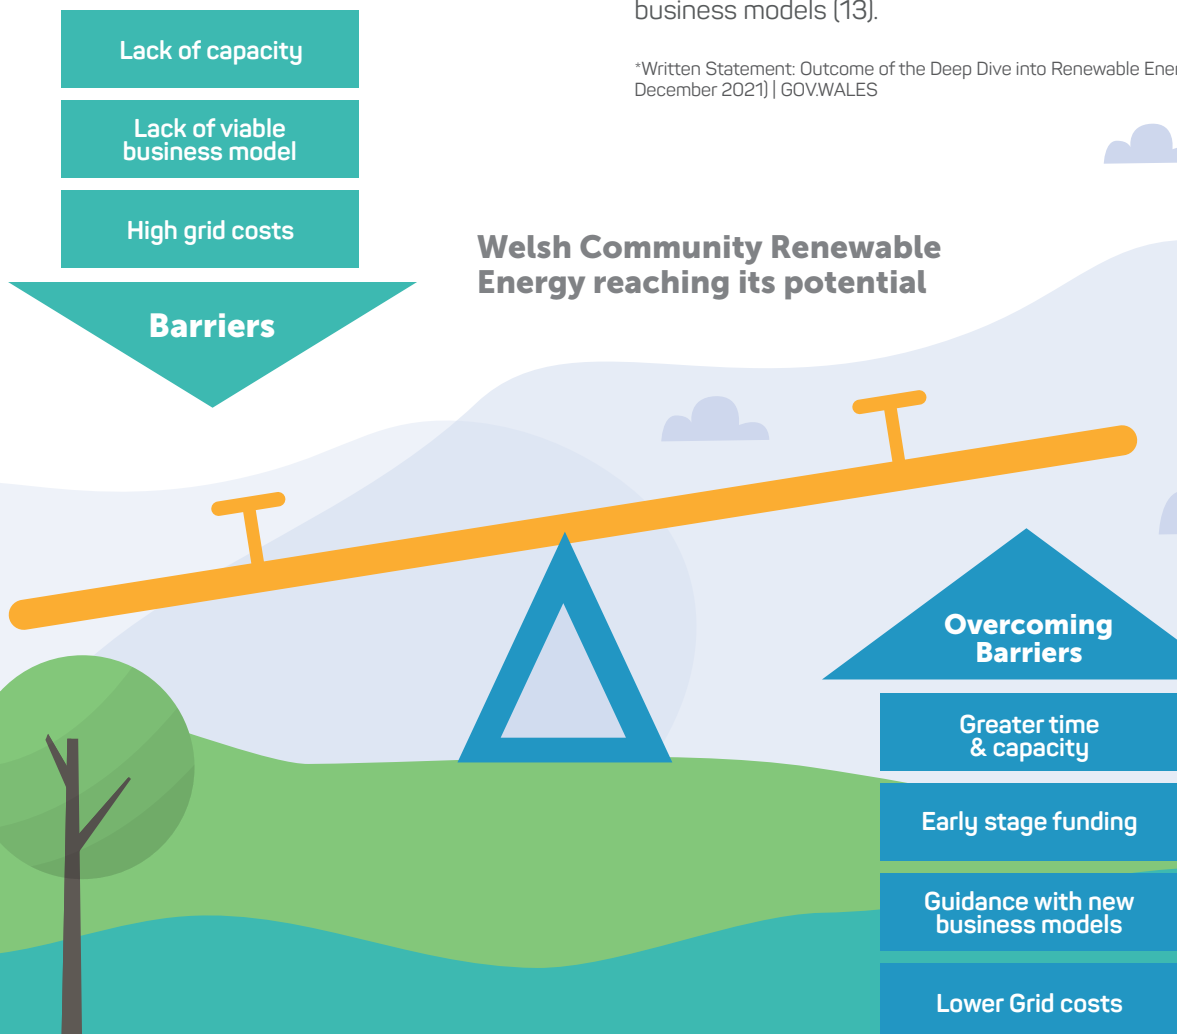 business models (13).
*Written Statement: Outcome of the Deep Dive into Renewable
December 2021) | GOV.WALES
Lack of capacity
Lack of viable
business model
High grid costs
Barriers
Welsh Community Renewable
Energy reaching its potential
Overcoming
Barriers
Greater time
& capacity
Early stage funding
Guidance with new
business models
Lower Grid costs